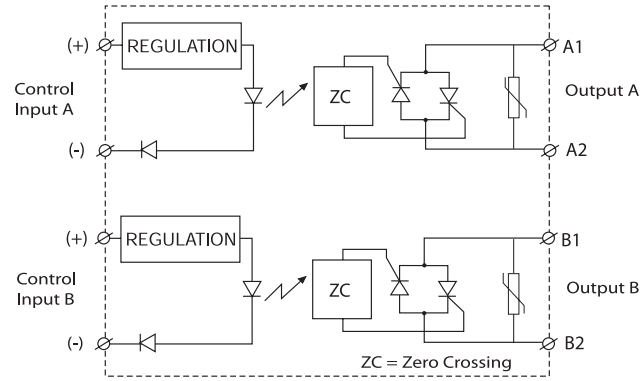 (+)
REGULATION
A1
Control
Input A
ZC
Output A
(-)
A2
(+)
REGULATION
B1
Control
Input B
ZC
Output B
(-)
B2
ZC = Zero Crossing